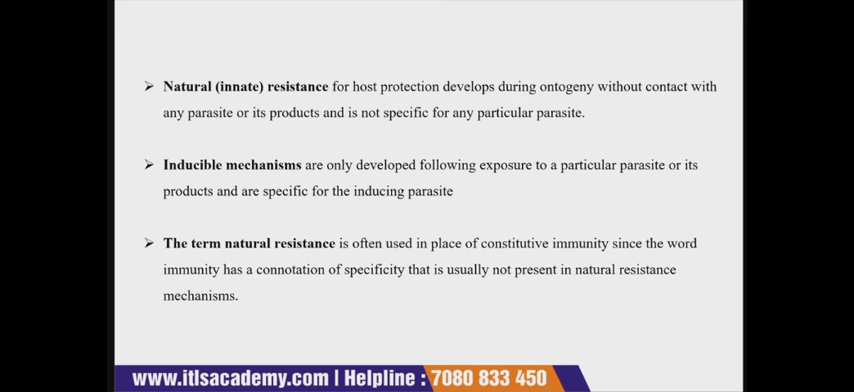 ➢ Natural (innate) resistance for host protection develops during ontogeny without contact with
any parasite or its products and is not specific for any particular parasite.
➢ Inducible mechanisms are only developed following exposure to a particular parasite or its
products and are specific for the inducing parasite
➢ The term natural resistance is often used in place of constitutive immunity since the word
immunity has a connotation of specificity that is usually not present in natural resistance
mechanisms.
www.itlsacademy.com | Helpline : 7080 833 450